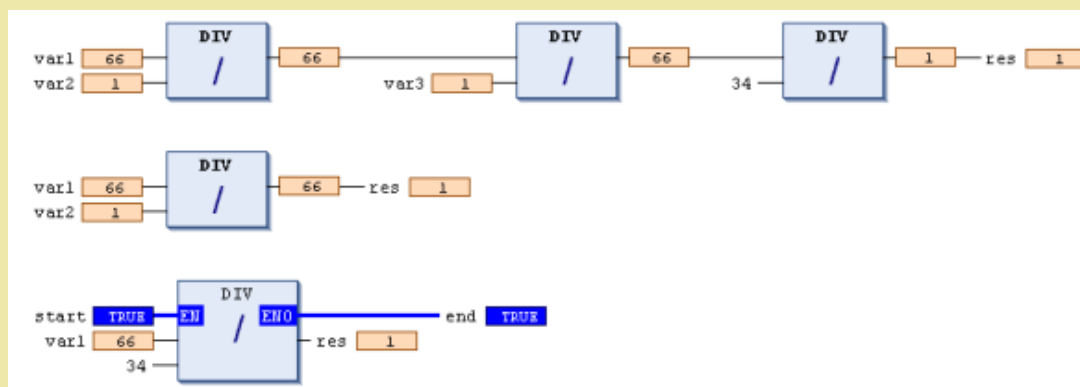 DIV DIV DIV
var1 66 / 66 / 66 / 1 res 1
var2 1 var3 1 34
DIV
var1 66 / 66 res 1
var2 1
DIV
start TRUE EN ENO end TRUE
var1 66 / res 1
34